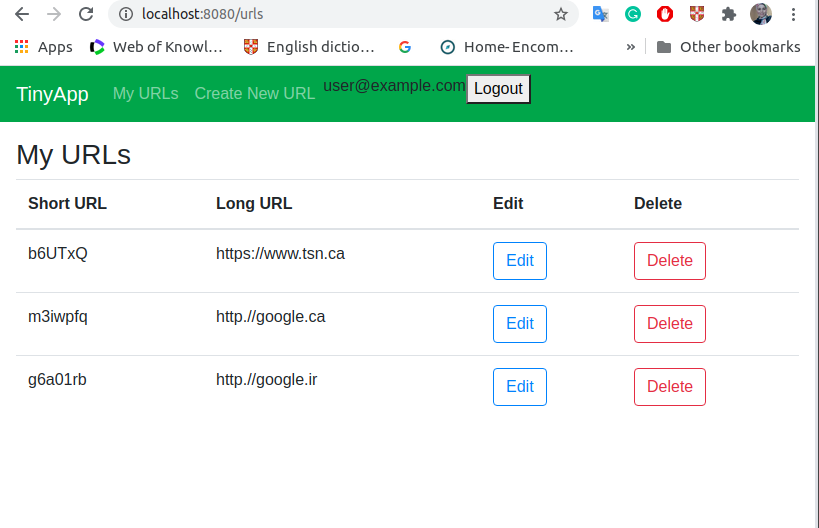 localhost:8080/urls
Apps Web of Knowl… English dictio… Home- Encom… » Other bookmarks
TinyApp My URLs Create New URL user@example.com Logout
My URLs
Short URL Long URL Edit Delete
b6UTxQ https://www.tsn.ca Edit Delete
m3iwpfq http.//google.ca Edit Delete
g6a01rb http.//google.ir Edit Delete